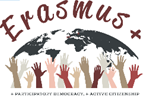 Erasmus+
+ PARTICIPATORY DEMOCRACY, + ACTIVE CITIZENSHIP